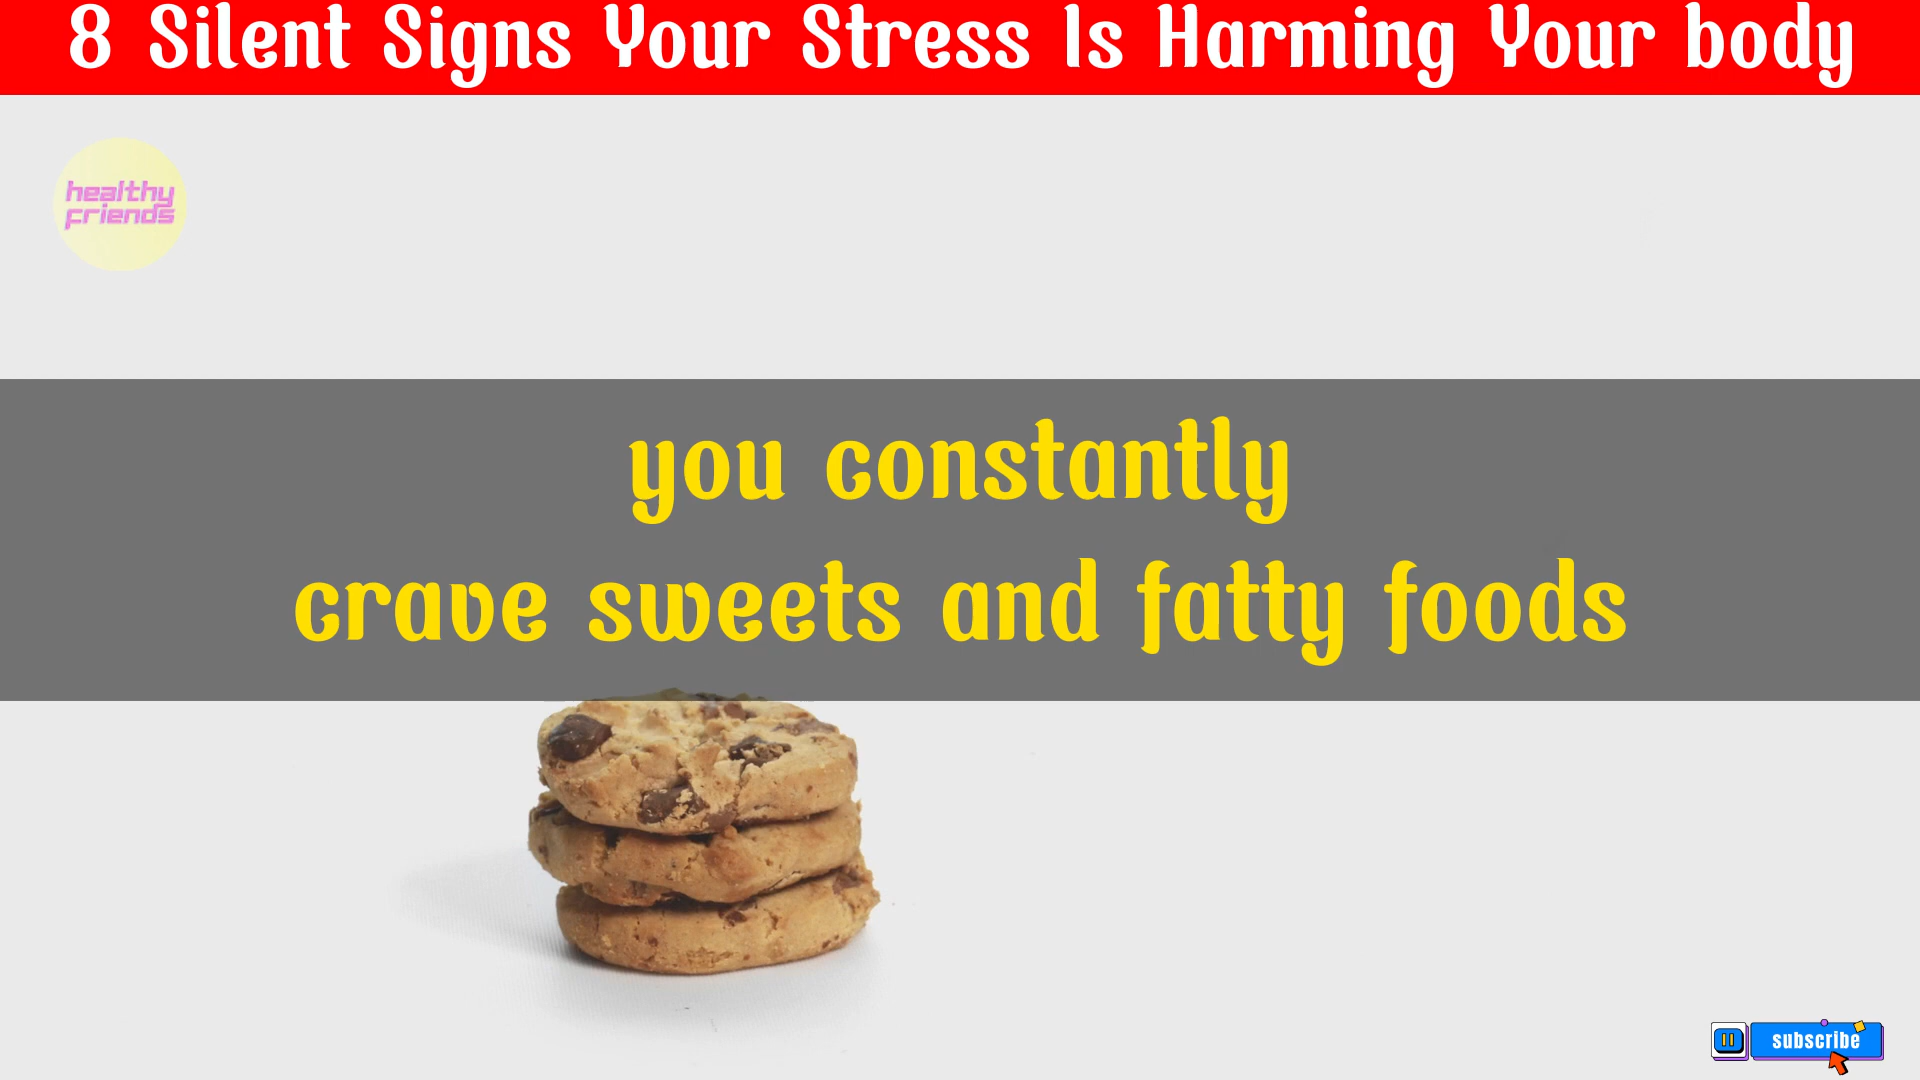 8 Silent Signs Your Stress Is Harming Your body
healthy
friends
you constantly
crave sweets and fatty foods
subscribe